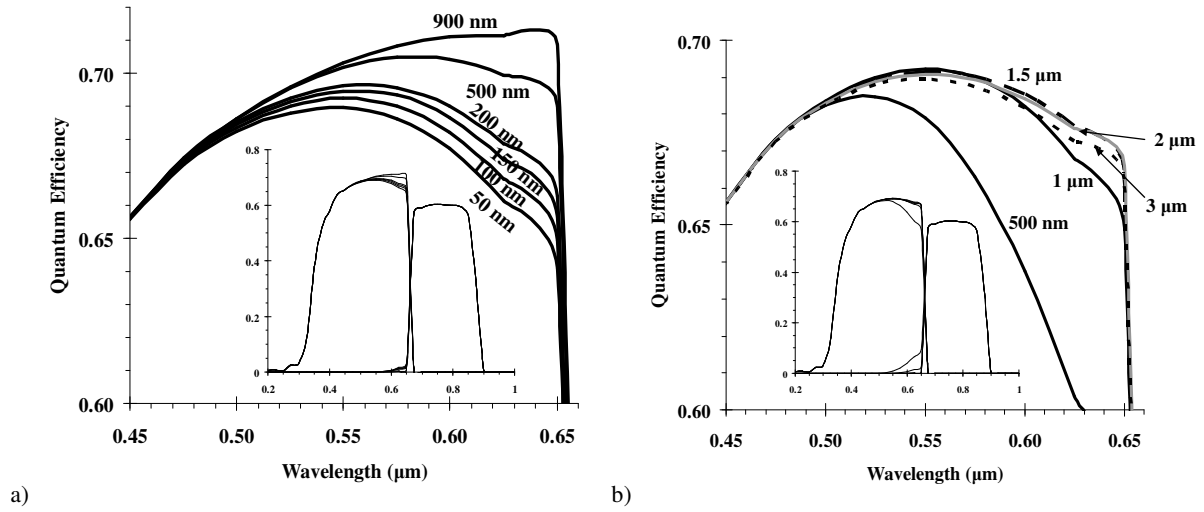 a)
Quantum Efficiency
0.70
0.65
0.60
900 nm
500 nm
200 nm
150 nm
100 nm
50 nm
0.8
0.6
0.4
0.2
0
0.2 0.4 0.6 0.8 1
0.45 0.50 0.55 0.60 0.65
Wavelength (µm)
b)
Quantum Efficiency
0.70
0.65
0.60
1.5 µm
2 µm
1 µm
3 µm
500 nm
0.8
0.6
0.4
0.2
0
0.2 0.4 0.6 0.8 1
0.45 0.50 0.55 0.60 0.65
Wavelength (µm)